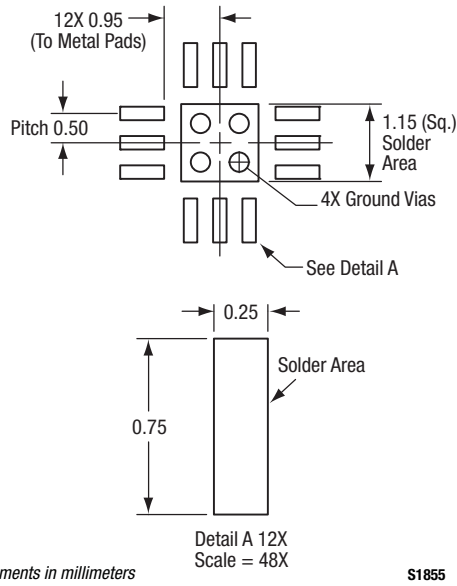 12X 0.95
(To Metal Pads)
Pitch 0.50
1.15 (Sq.)
Solder
Area
4X Ground Vias
See Detail A
0.25
Solder Area
0.75
Detail A 12X
Scale = 48X
in millimeters
S1855